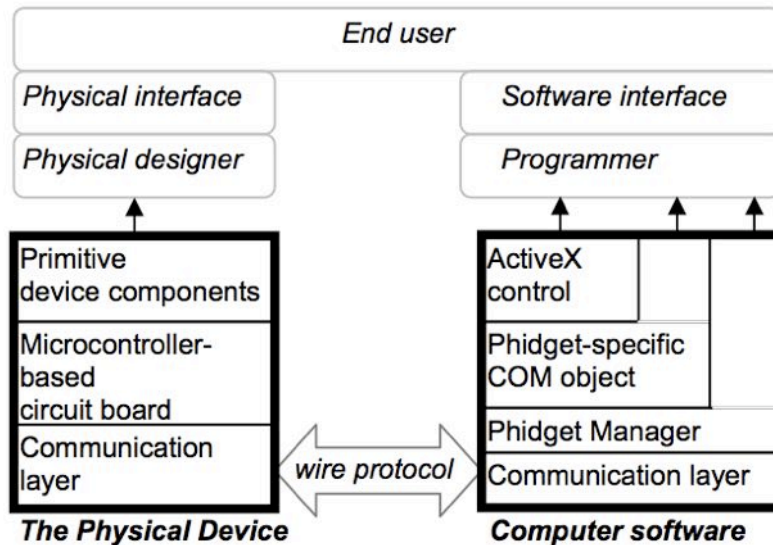 End user
Physical interface
Software interface
Physical designer
Programmer
Primitive
device components
ActiveX
control
Microcontroller-
based
circuit board
Phidget-specific
COM object
Phidget Manager
Communication
layer
wire protocol
Communication layer
The Physical Device
Computer software